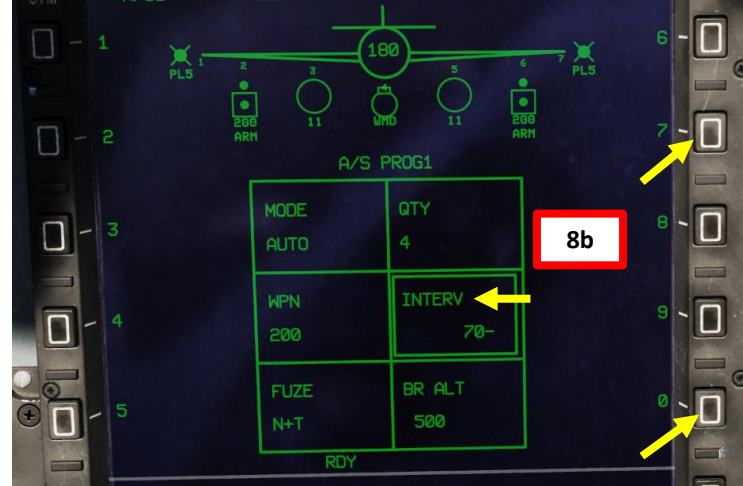 1
2
3
4
5
6
7
8
9
0
180
PL5
1
2
3
5
6
7
PL5
200
ARM
11
WMD
11
200
ARM
A/S PROG1
MODE
AUTO
QTY
4
8b
WPN
200
INTERV
70-
FUZE
N+T
BR ALT
500
RDY